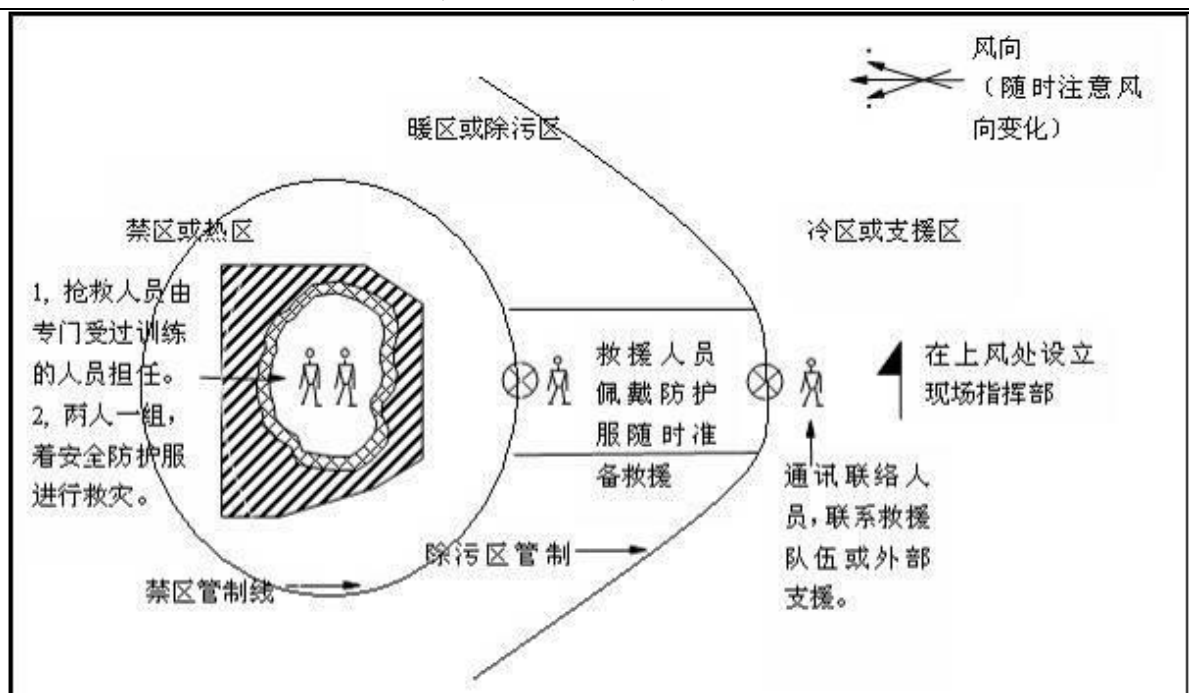 风向
（随时注意风
向变化）
暖区或除污区
禁区或热区
冷区或支援区
1, 抢救人员由
专门受过训练
的人员担任。
2, 两人一组，
着安全防护服
进行救灾。
救援人员
佩戴防护
服随时准
备救援
在上风处设立
现场指挥部
通讯联络人
员，联系救援
队伍或外部
支援。
除污区管制
禁区管制线